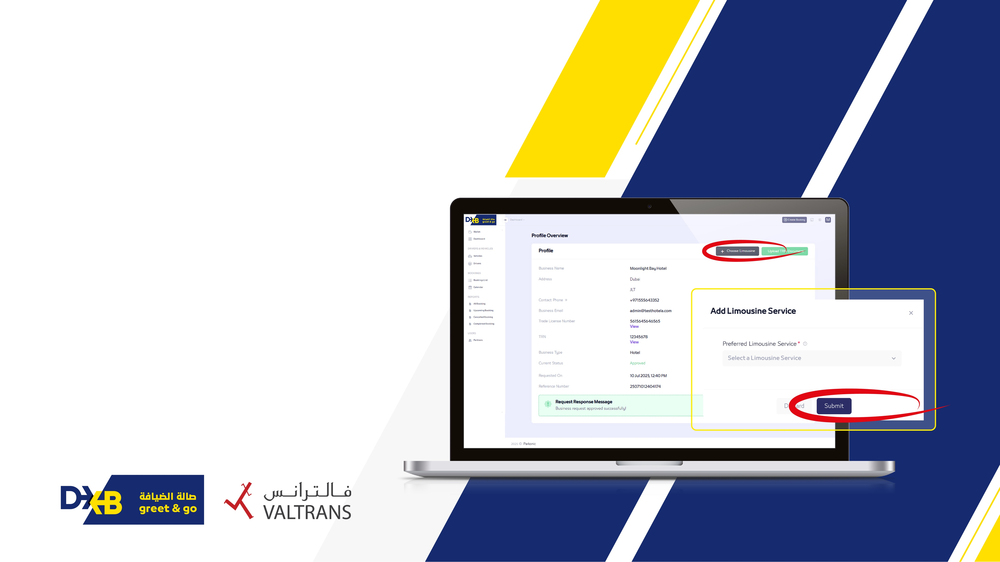 DXB
صالة الضيافة
greet & go
Dashboard
Create Booking
M
Wallet
Dashboard
DRIVERS & VEHICLES
Vehicles
Drivers
BOOKINGS
Bookings List
Calendar
REPORTS
All Booking
Upcoming Booking
Cancelled Booking
Completed Booking
USERS
Partners
Profile Overview
Profile
+ Choose Limousine
Upload TRN Document
Business Name Moonlight Bay Hotel
Address Dubai
JLT
Contact Phone +971555643352
Business Email admin@testhotela.com
Trade License Number 5615645646565
View
TRN 12345678
View
Business Type Hotel
Current Status Approved
Requested On 10 Jul 2025, 12:40 PM
Reference Number 25071012404174
Request Response Message
Business request approved successfully!
2025 © Parkonic
Add Limousine Service
Preferred Limousine Service *
Select a Limousine Service
Submit
DXB
صالة الضيافة
greet & go
فالترانس
VALTRANS